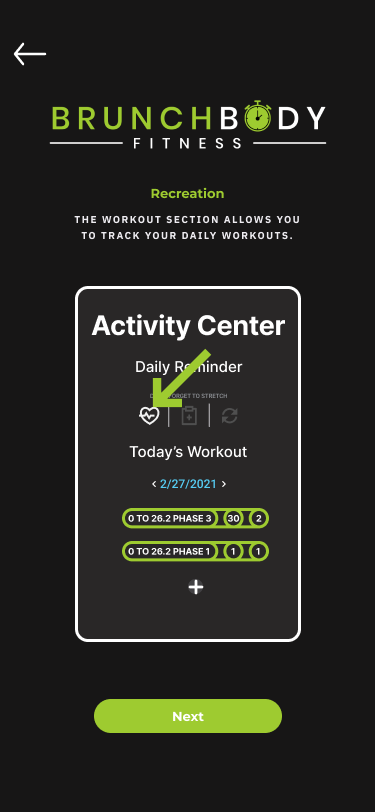 BRUNCHBODY
FITNESS
Recreation
THE WORKOUT SECTION ALLOWS YOU
TO TRACK YOUR DAILY WORKOUTS.
Activity Center
Daily Reminder
FORGET TO STRETCH
Today's Workout
‹ 2/27/2021 ›
0 TO 26.2 PHASE 3 30 2
0 TO 26.2 PHASE 1 1 1
+
Next